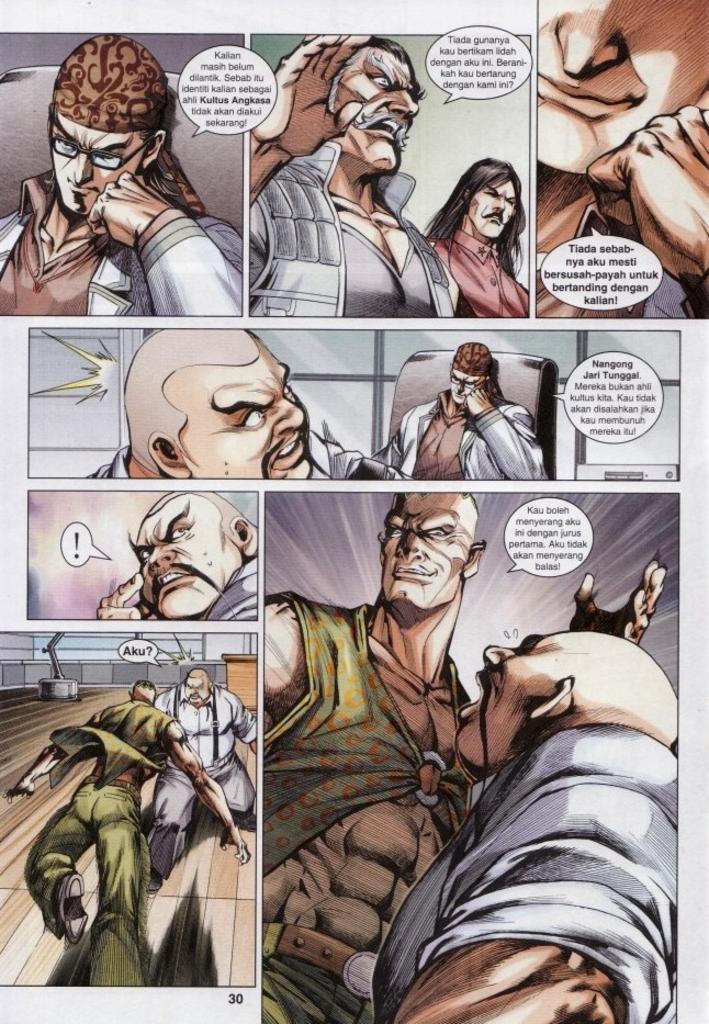 Kalian
masih belum
dilantik. Sebab itu
identiti kalian sebagai
ahli Kultus Angkasa
tidak akan diakui
sekarang!
Tiada gunanya
kau bertikam lidah
dengan aku ini. Berani-
kah kau bertarung
dengan kami ini?
Tiada sebab-
nya aku mesti
bersusah-payah untuk
bertanding dengan
kalian!
Nangong
Jari Tunggal.
Mereka bukan ahli
kultus kita. Kau tidak
akan disalahkan jika
kau membunuh
mereka itu!
!
Kau boleh
menyerang aku
ini dengan jurus
pertama. Aku tidak
akan menyerang
balas!
Aku?
30